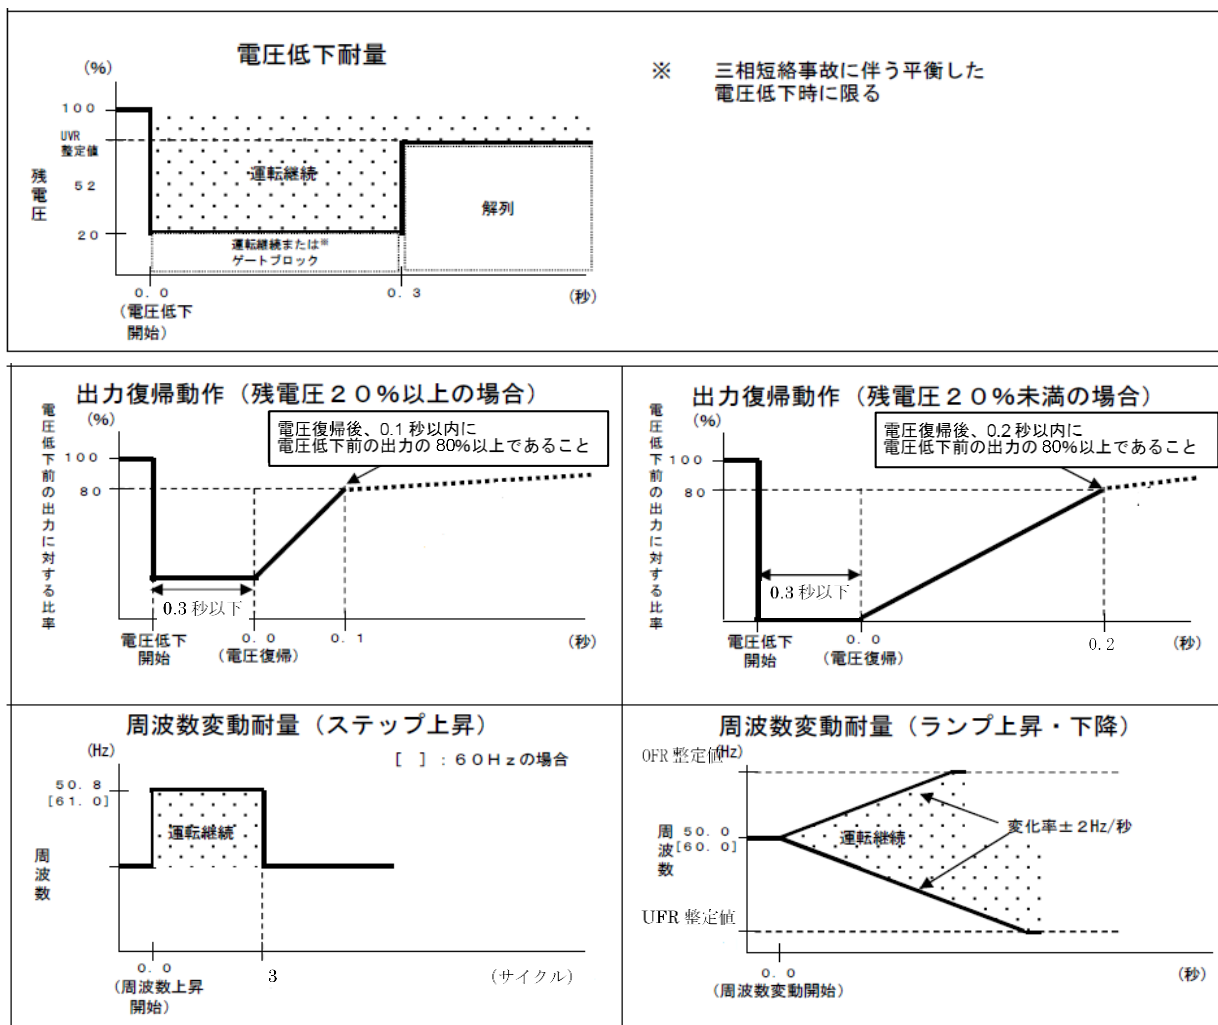 電圧低下耐量
(%)
100
UVR
整定値
残電圧
52
20
運転継続
運転継続または※
ゲートブロック
解列
0.0
(電圧低下
開始)
0.3
(秒)
※ 三相短絡事故に伴う平衡した
電圧低下時に限る
出力復帰動作（残電圧20%以上の場合）
電圧低下前の出力に対する比率
(%)
電圧復帰後、0.1秒以内に
電圧低下前の出力の80%以上であること
100
80
0.3秒以下
電圧低下
開始
0.0
(電圧復帰)
0.1
(秒)
出力復帰動作（残電圧20%未満の場合）
電圧低下前の出力に対する比率
(%)
電圧復帰後、0.2秒以内に
電圧低下前の出力の80%以上であること
100
80
0.3秒以下
電圧低下
開始
0.0
(電圧復帰)
0.2
(秒)
周波数変動耐量（ステップ上昇）
(Hz)
[ ]：60Hzの場合
50.8
[61.0]
運転継続
周波数
0.0
(周波数上昇
開始)
3
(サイクル)
周波数変動耐量（ランプ上昇・下降）
OFR整定値
(Hz)
周波数
50.0
[60.0]
運転継続
変化率±2Hz/秒
UFR整定値
0.0
(周波数変動開始)
(秒)